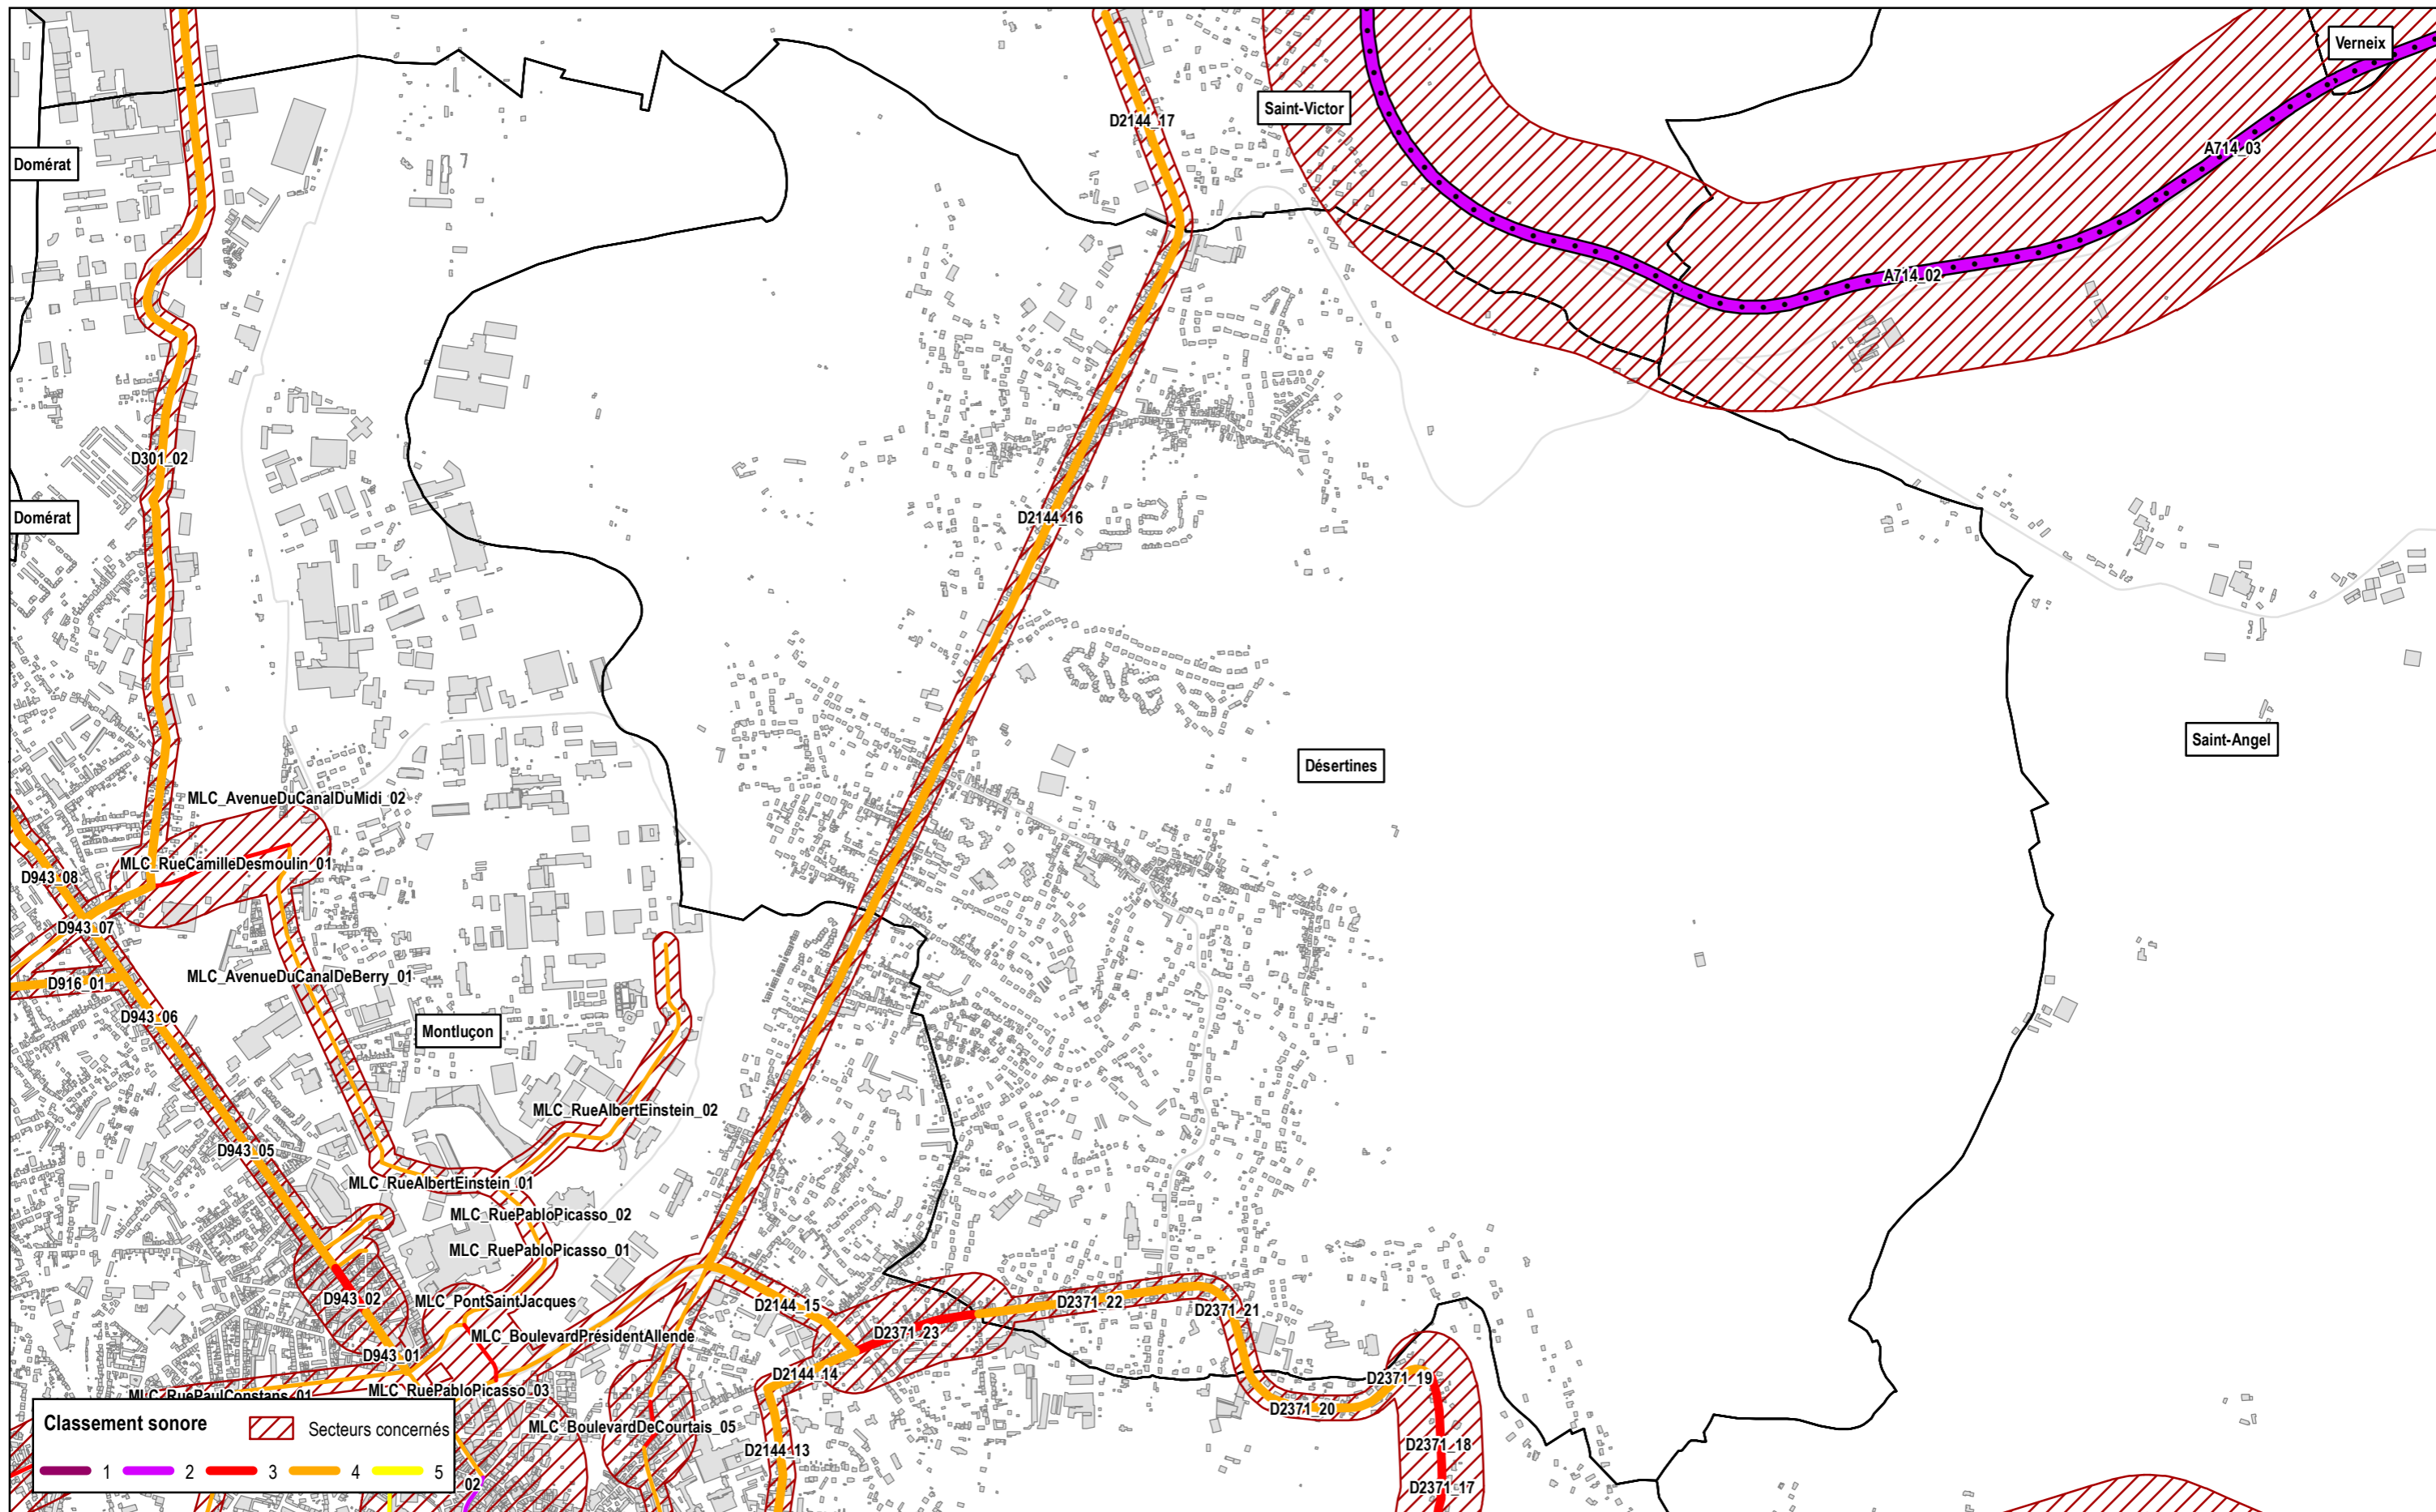 Verneix
Saint-Victor
D2144_17
A714_03
Domérat
A714_02
D301_02
Domérat
D2144_16
Saint-Angel
Désertines
MLC_AvenueDuCanalDuMidi_02
MLC_RueCamilleDesmoulin_01
D943_08
D943_07
MLC_AvenueDuCanalDeBerry_01
D916_01
D943_06
Montluçon
MLC_RueAlbertEinstein_02
D943_05
MLC_RueAlbertEinstein_01
MLC_RuePabloPicasso_02
MLC_RuePabloPicasso_01
D943_02
MLC_PontSaintJacques
D2144_15
D2371_22
D2371_21
D2371_23
MLC_BoulevardPrésidentAllende
D943_01
D2144_14
D2371_19
MLC_RuePaulConstans_01
MLC_RuePabloPicasso_03
D2371_20
MLC_BoulevardDeCourtais_05
D2144_13
D2371_18
D2371_17
02
Classement sonore
Secteurs concernés
1 2 3 4 5